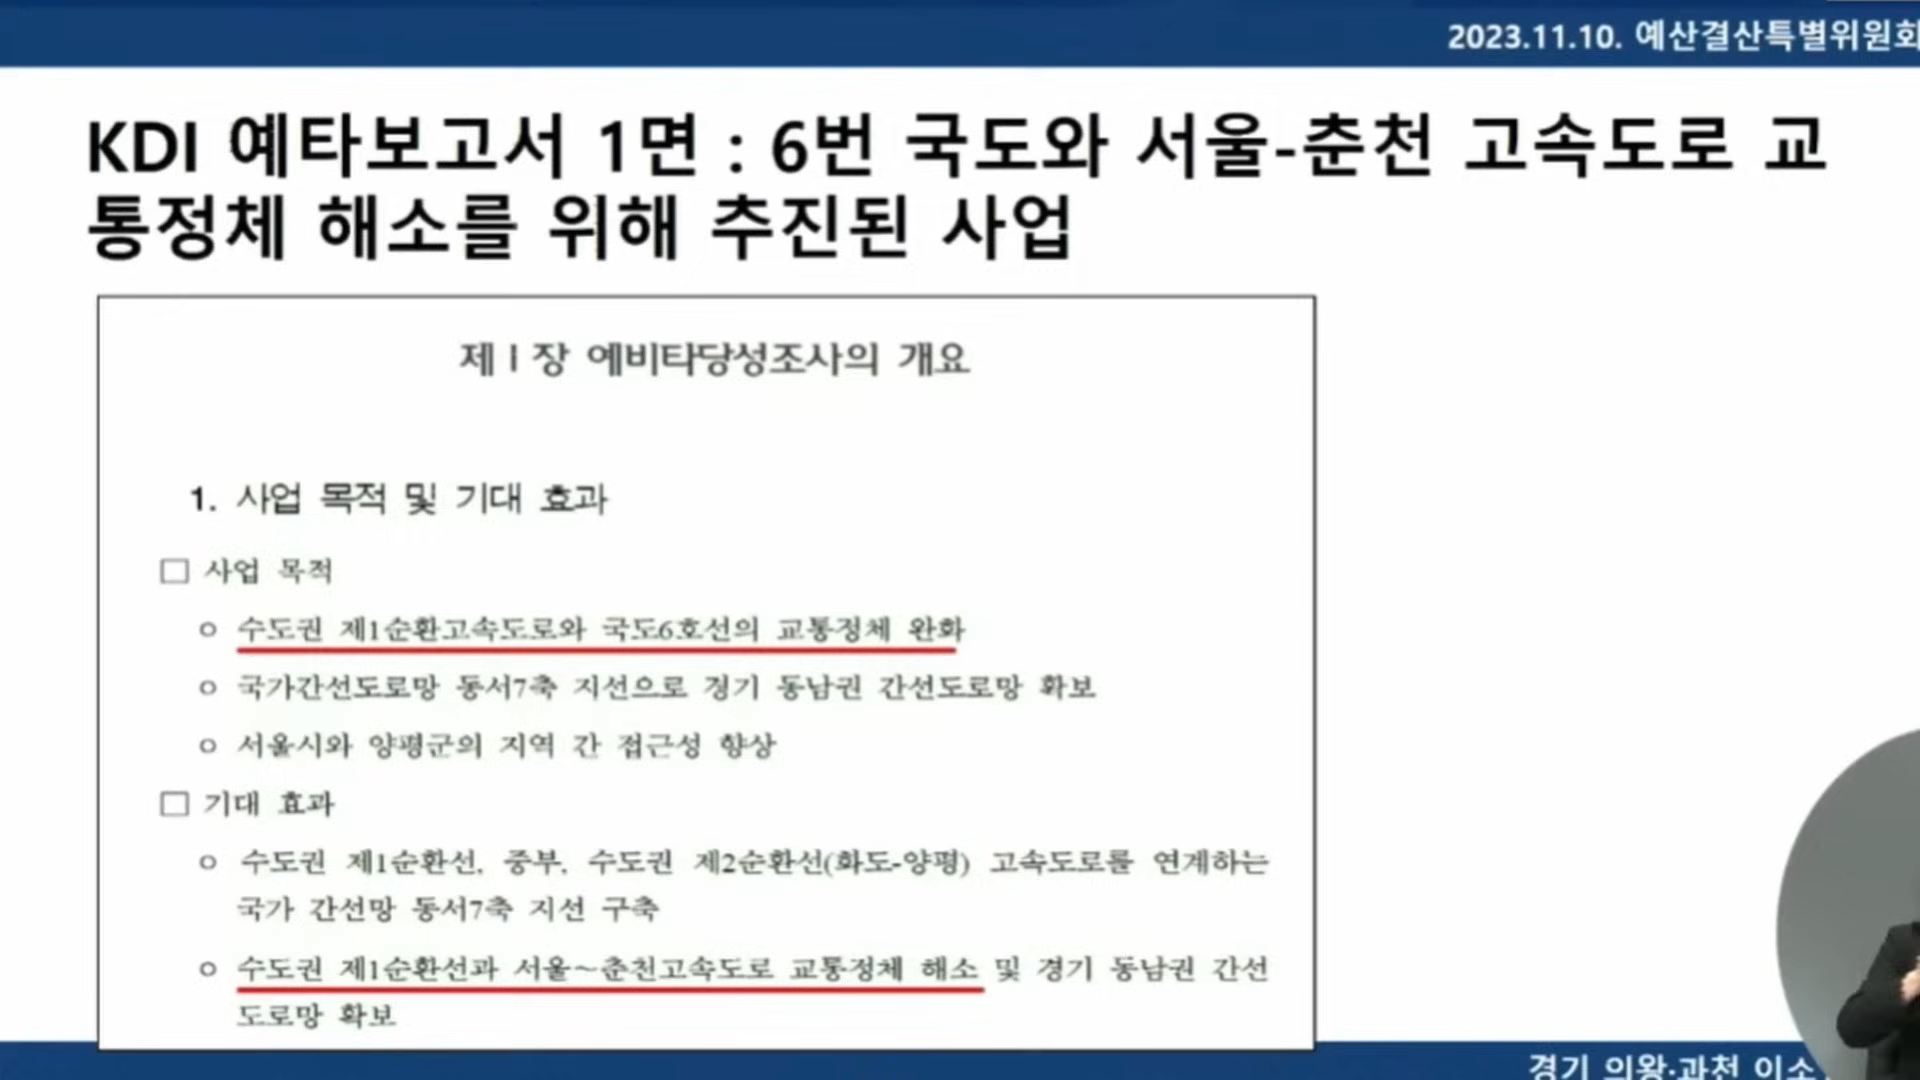 2023.11.10. 예산결산특별위원회
KDI 예타보고서 1면 : 6번 국도와 서울-춘천 고속도로 교
통정체 해소를 위해 추진된 사업
제 I 장 예비타당성조사의 개요
1. 사업 목적 및 기대 효과
□ 사업 목적
○ 수도권 제1순환고속도로와 국도6호선의 교통정체 완화
○ 국가간선도로망 동서7축 지선으로 경기 동남권 간선도로망 확보
○ 서울시와 양평군의 지역 간 접근성 향상
□ 기대 효과
○ 수도권 제1순환선, 중부, 수도권 제2순환선(화도-양평) 고속도로를 연계하는
국가 간선망 동서7축 지선 구축
○ 수도권 제1순환선과 서울~춘천고속도로 교통정체 해소 및 경기 동남권 간선
도로망 확보
경기 의왕·과천 이소